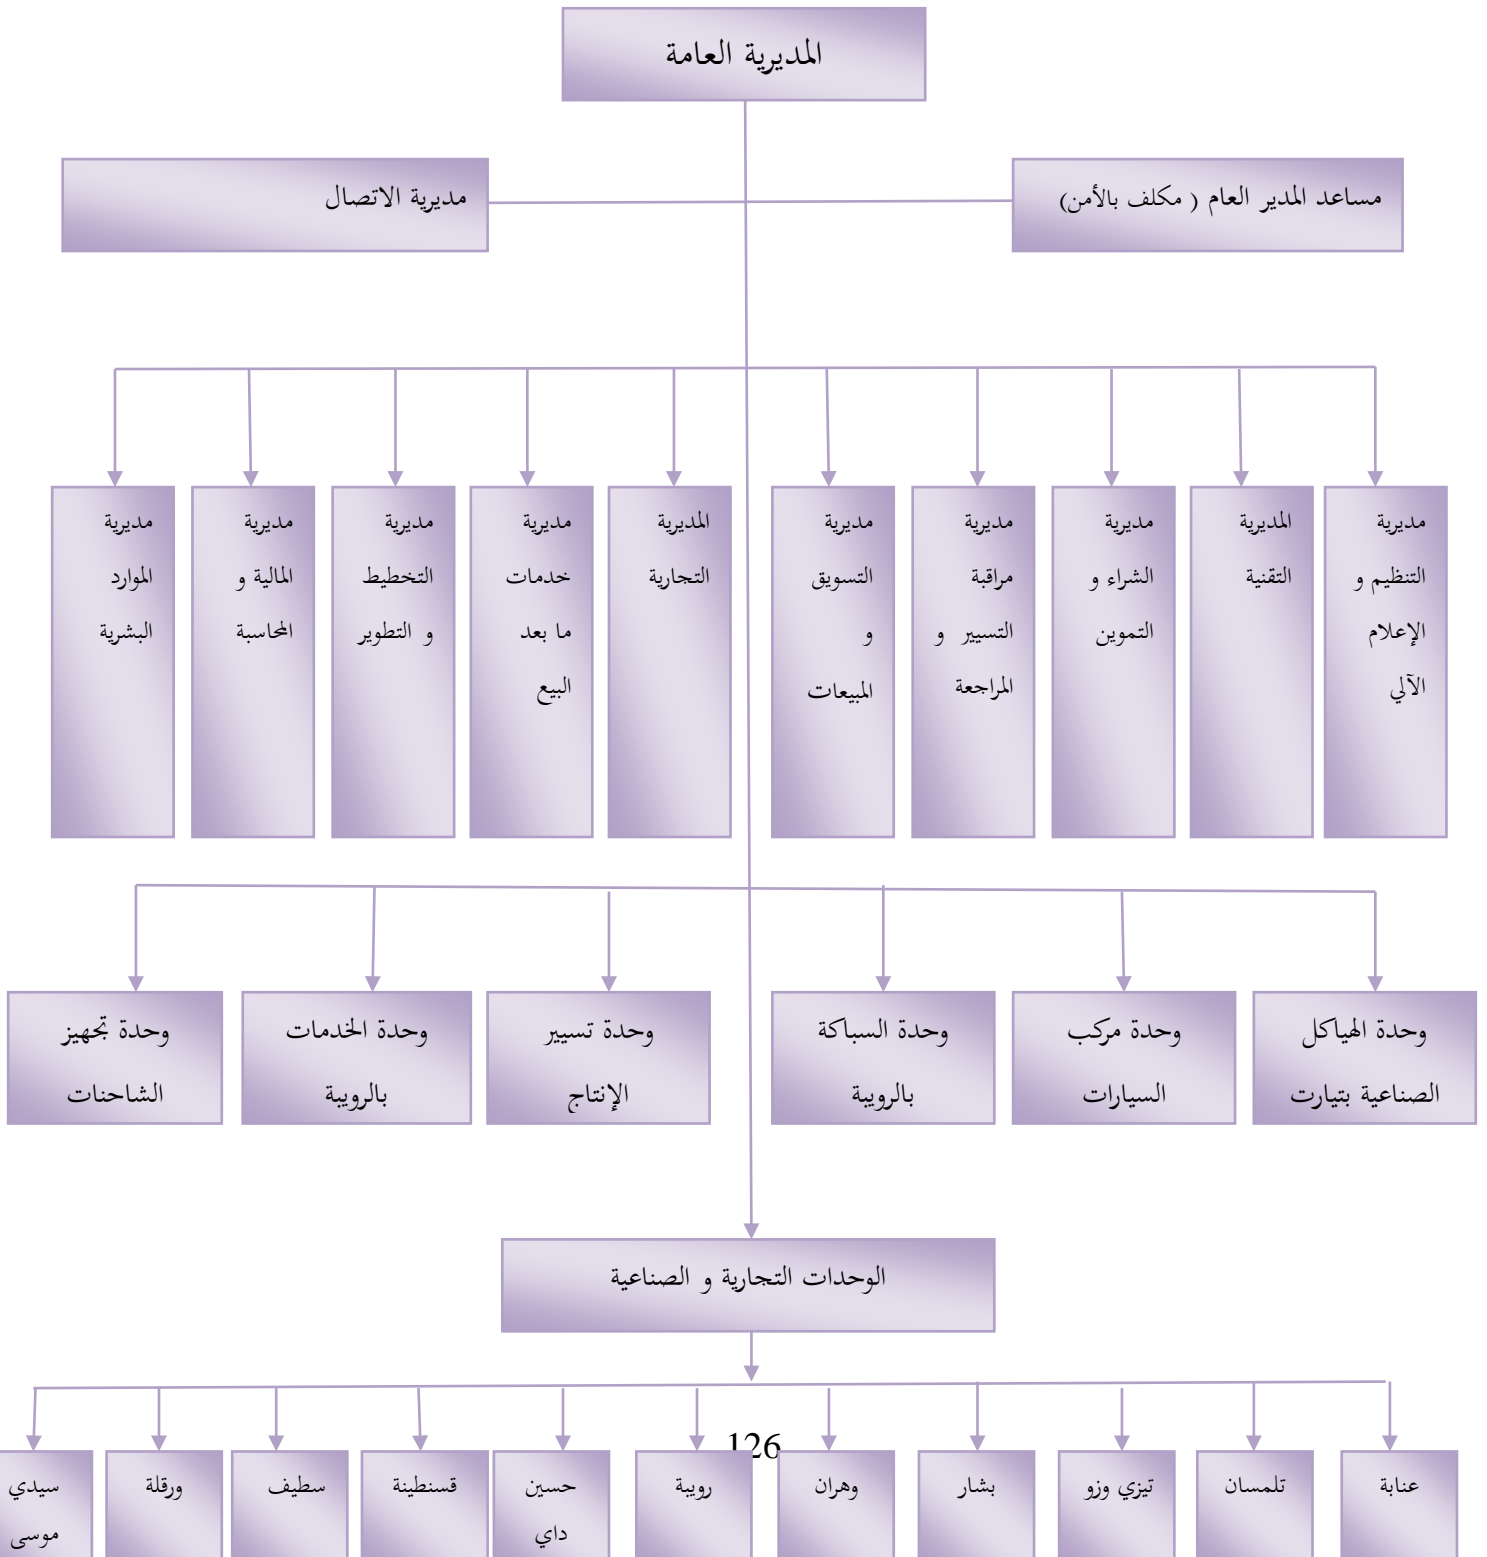 المديرية العامة
مساعد المدير العام ( مكلف بالأمن)
مديرية الاتصال
مديرية
التنظيم و
الإعلام
الآلي
المديرية
التقنية
مديرية
الشراء و
التموين
مديرية
مراقبة
التسيير و
المراجعة
مديرية
التسويق
و
المبيعات
المديرية
التجارية
مديرية
خدمات
ما بعد
البيع
مديرية
التخطيط
و التطوير
مديرية
المالية و
المحاسبة
مديرية
الموارد
البشرية
وحدة الهياكل
الصناعية بتيارت
وحدة مركب
السيارات
وحدة السباكة
بالرويبة
وحدة تسيير
الإنتاج
وحدة الخدمات
بالرويبة
وحدة تجهيز
الشاحنات
الوحدات التجارية و الصناعية
عنابة
تلمسان
تيزي وزو
بشار
وهران
رويبة
حسين
داي
قسنطينة
سطيف
ورقلة
سيدي
موسى
126